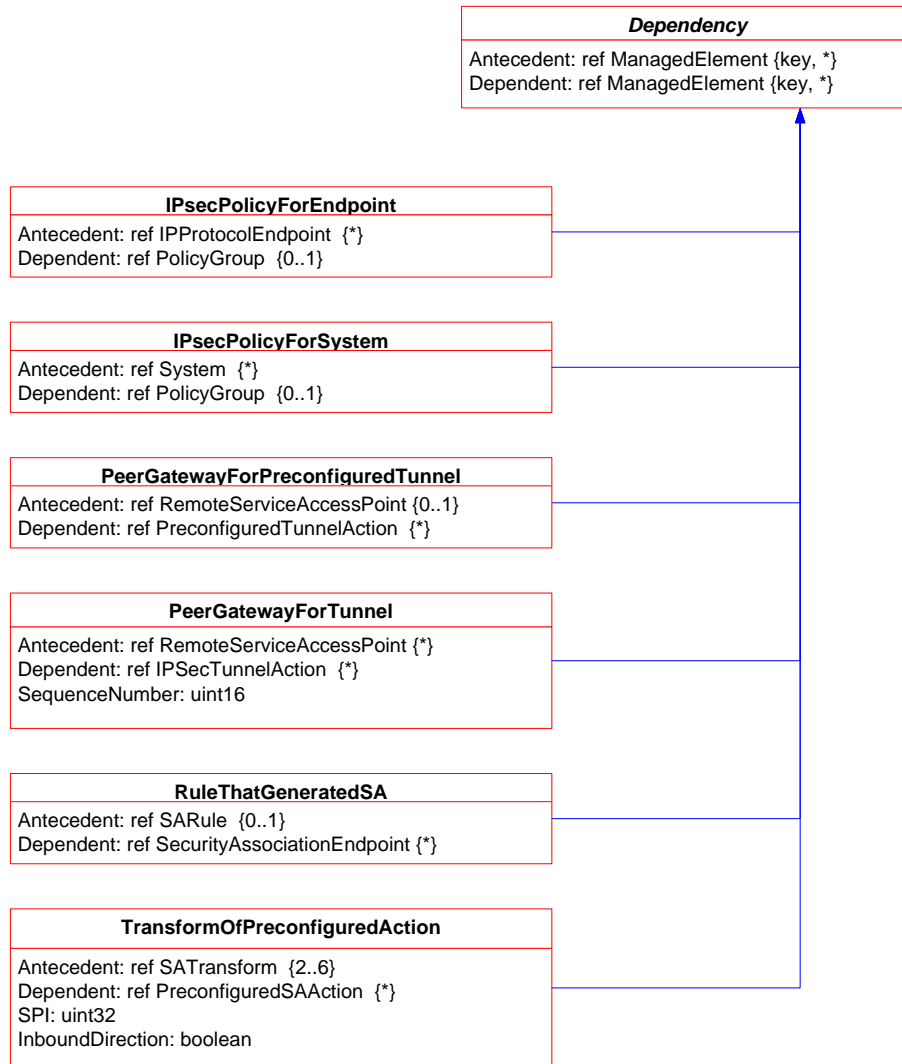 Dependency
Antecedent: ref ManagedElement {key, *}
Dependent: ref ManagedElement {key, *}
IPsecPolicyForEndpoint
Antecedent: ref IPProtocolEndpoint {*}
Dependent: ref PolicyGroup {0..1}
IPsecPolicyForSystem
Antecedent: ref System {*}
Dependent: ref PolicyGroup {0..1}
PeerGatewayForPreconfiguredTunnel
Antecedent: ref RemoteServiceAccessPoint {0..1}
Dependent: ref PreconfiguredTunnelAction {*}
PeerGatewayForTunnel
Antecedent: ref RemoteServiceAccessPoint {*}
Dependent: ref IPSecTunnelAction {*}
SequenceNumber: uint16
RuleThatGeneratedSA
Antecedent: ref SARule {0..1}
Dependent: ref SecurityAssociationEndpoint {*}
TransformOfPreconfiguredAction
Antecedent: ref SATransform {2..6}
Dependent: ref PreconfiguredSAAction {*}
SPI: uint32
InboundDirection: boolean